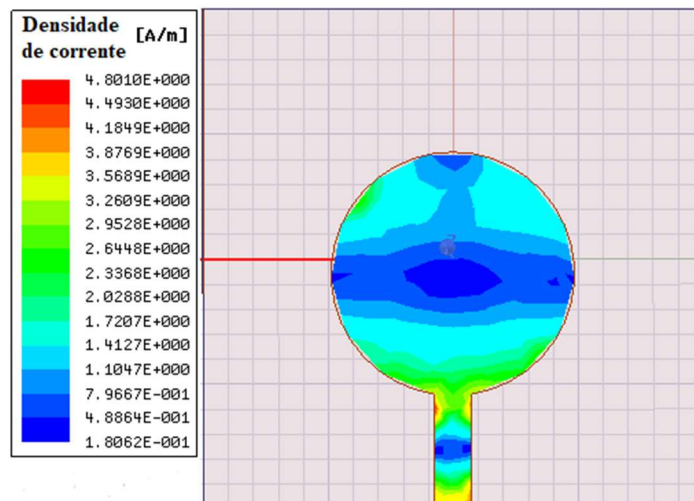 Densidade [A/m]
de corrente
4.8010E+000
4.4930E+000
4.1849E+000
3.8769E+000
3.5689E+000
3.2609E+000
2.9528E+000
2.6448E+000
2.3368E+000
2.0288E+000
1.7207E+000
1.4127E+000
1.1047E+000
7.9667E-001
4.8864E-001
1.8062E-001